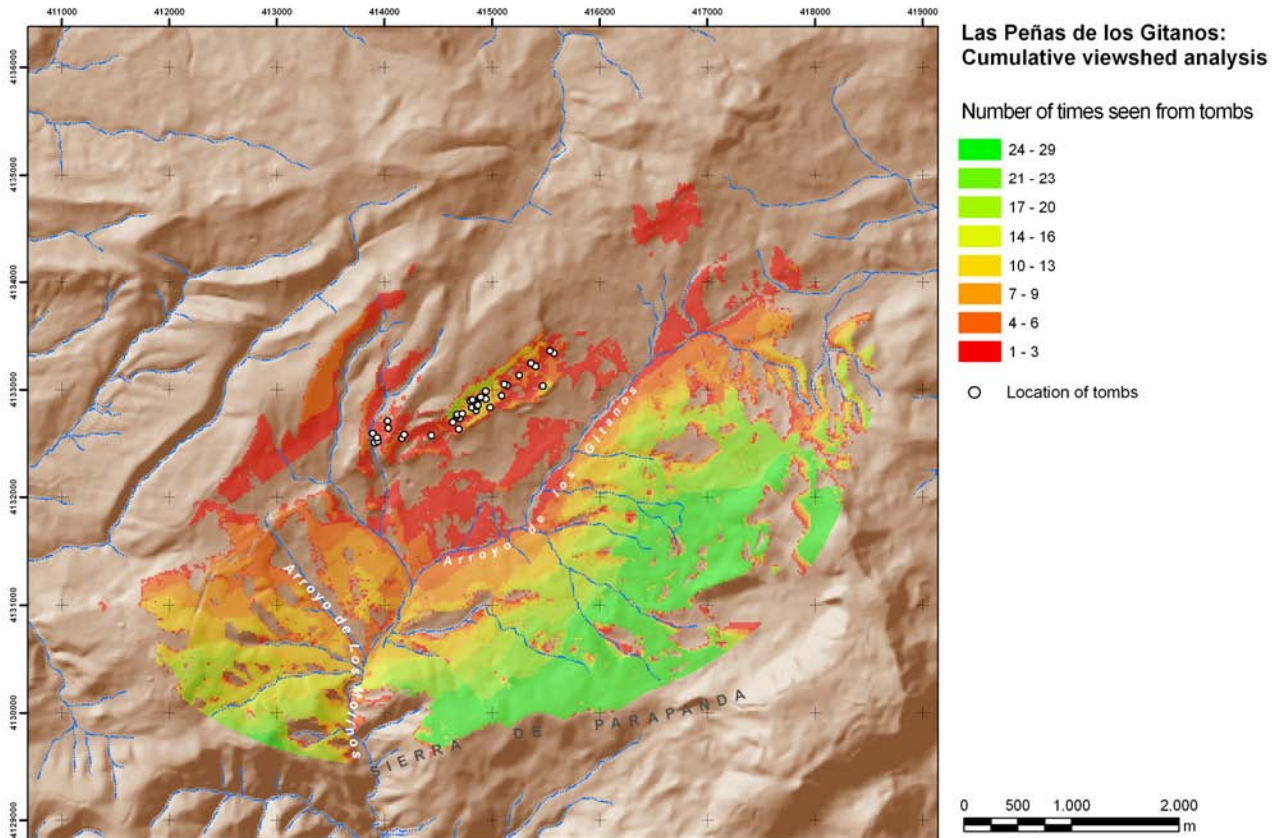 411000 412000 413000 414000 415000 416000 417000 418000 419000
4136000
4135000
4134000
4133000
4132000
4131000
4130000
4129000
Las Peñas de los Gitanos:
Cumulative viewshed analysis
Number of times seen from tombs
24 - 29
21 - 23
17 - 20
14 - 16
10 - 13
7 - 9
4 - 6
1 - 3
Location of tombs
Arroyo de los Gitanos
Arroyo de Los Molinos
SIERRA DE PARAPANDA
0 500 1.000 2.000
m